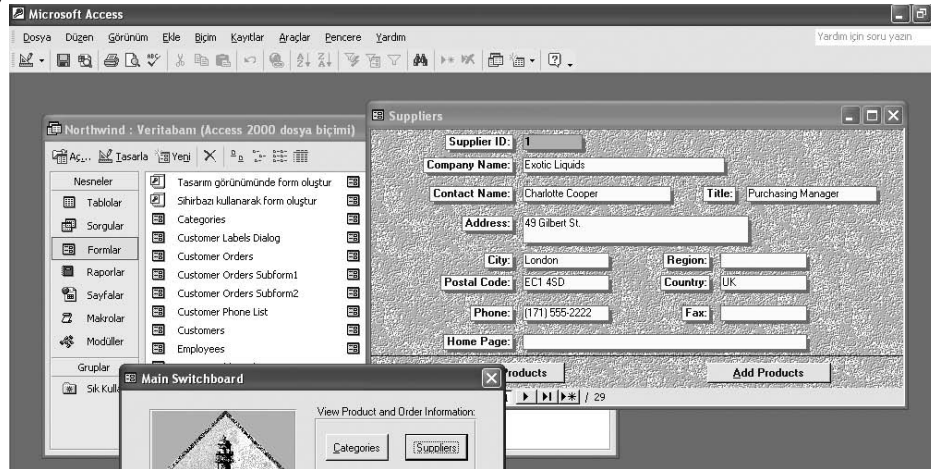 Microsoft Access
Dosya Düzen Görünüm Ekle Biçim Kayıtlar Araçlar Pencere Yardım
Yardım için soru yazın
Northwind : Veritabanı (Access 2000 dosya biçimi)
Aç... Tasarla Yeni
Nesneler
Tablolar
Sorgular
Formlar
Raporlar
Sayfalar
Makrolar
Modüller
Gruplar
Sık Kulla
Tasarım görünümünde form oluştur
Sihirbazı kullanarak form oluştur
Categories
Customer Labels Dialog
Customer Orders
Customer Orders Subform1
Customer Orders Subform2
Customer Phone List
Customers
Employees
Suppliers
Supplier ID: 1
Company Name: Exotic Liquids
Contact Name: Charlotte Cooper Title: Purchasing Manager
Address: 49 Gilbert St.
City: London Region:
Postal Code: EC1 4SD Country: UK
Phone: (171) 555-2222 Fax:
Home Page:
Products Add Products
/ 29
Main Switchboard
View Product and Order Information:
Categories Suppliers